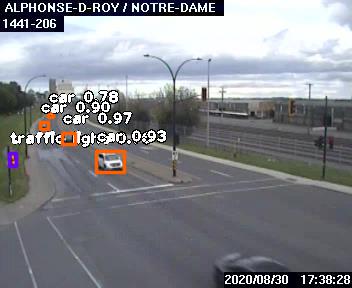 ALPHONSE-D-ROY / NOTRE-DAME
1441-206
car 0.78
car 0.90
car 0.97
car 0.93
2020/08/30 17:38:28